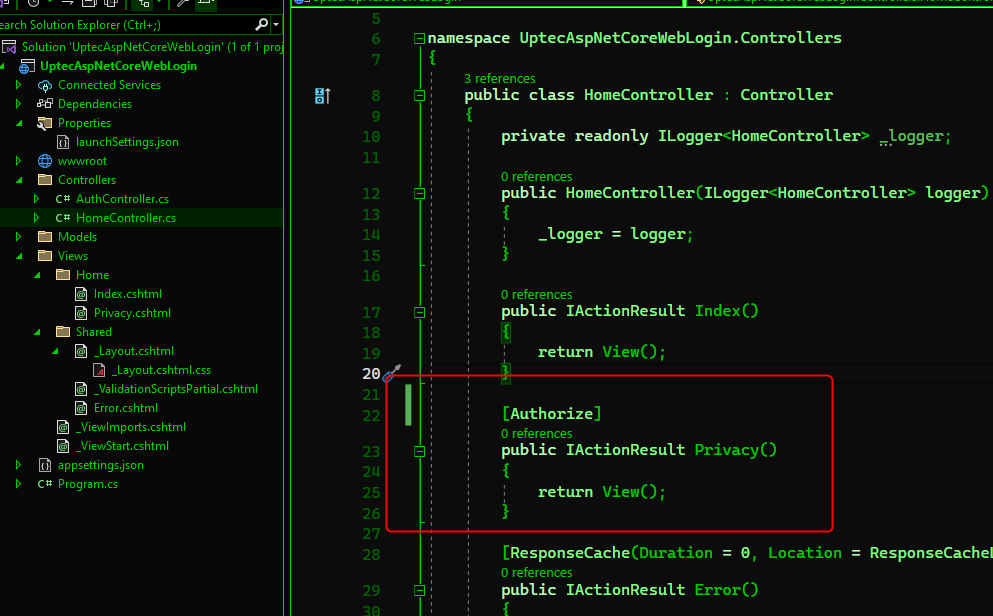 earch Solution Explorer (Ctrl+;)
Solution 'UptecAspNetCoreWebLogin' (1 of 1 proj
UptecAspNetCoreWebLogin
Connected Services
Dependencies
Properties
launchSettings.json
wwwroot
Controllers
C# AuthController.cs
C# HomeController.cs
Models
Views
Home
Index.cshtml
Privacy.cshtml
Shared
_Layout.cshtml
_Layout.cshtml.css
_ValidationScriptsPartial.cshtml
Error.cshtml
_ViewImports.cshtml
_ViewStart.cshtml
appsettings.json
C# Program.cs
5
6 namespace UptecAspNetCoreWebLogin.Controllers
7 {
3 references
8 public class HomeController : Controller
9 {
10 private readonly ILogger<HomeController> _logger;
11
0 references
12 public HomeController(ILogger<HomeController> logger)
13 {
14 _logger = logger;
15 }
16
0 references
17 public IActionResult Index()
18 {
19 return View();
20 }
21
22 [Authorize]
0 references
23 public IActionResult Privacy()
24 {
25 return View();
26 }
27
28 [ResponseCache(Duration = 0, Location = ResponseCacheL
0 references
29 public IActionResult Error()
30 {